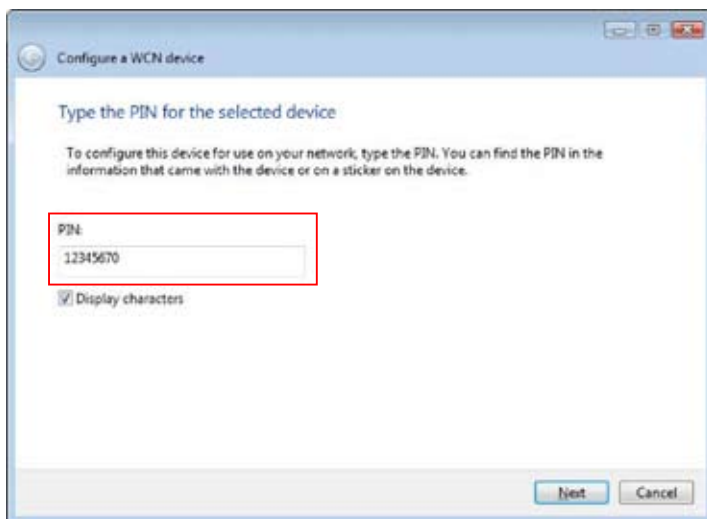 Configure a WCN device
Type the PIN for the selected device
To configure this device for use on your network, type the PIN. You can find the PIN in the
information that came with the device or on a sticker on the device.
PIN:
12345670
Display characters
Next
Cancel